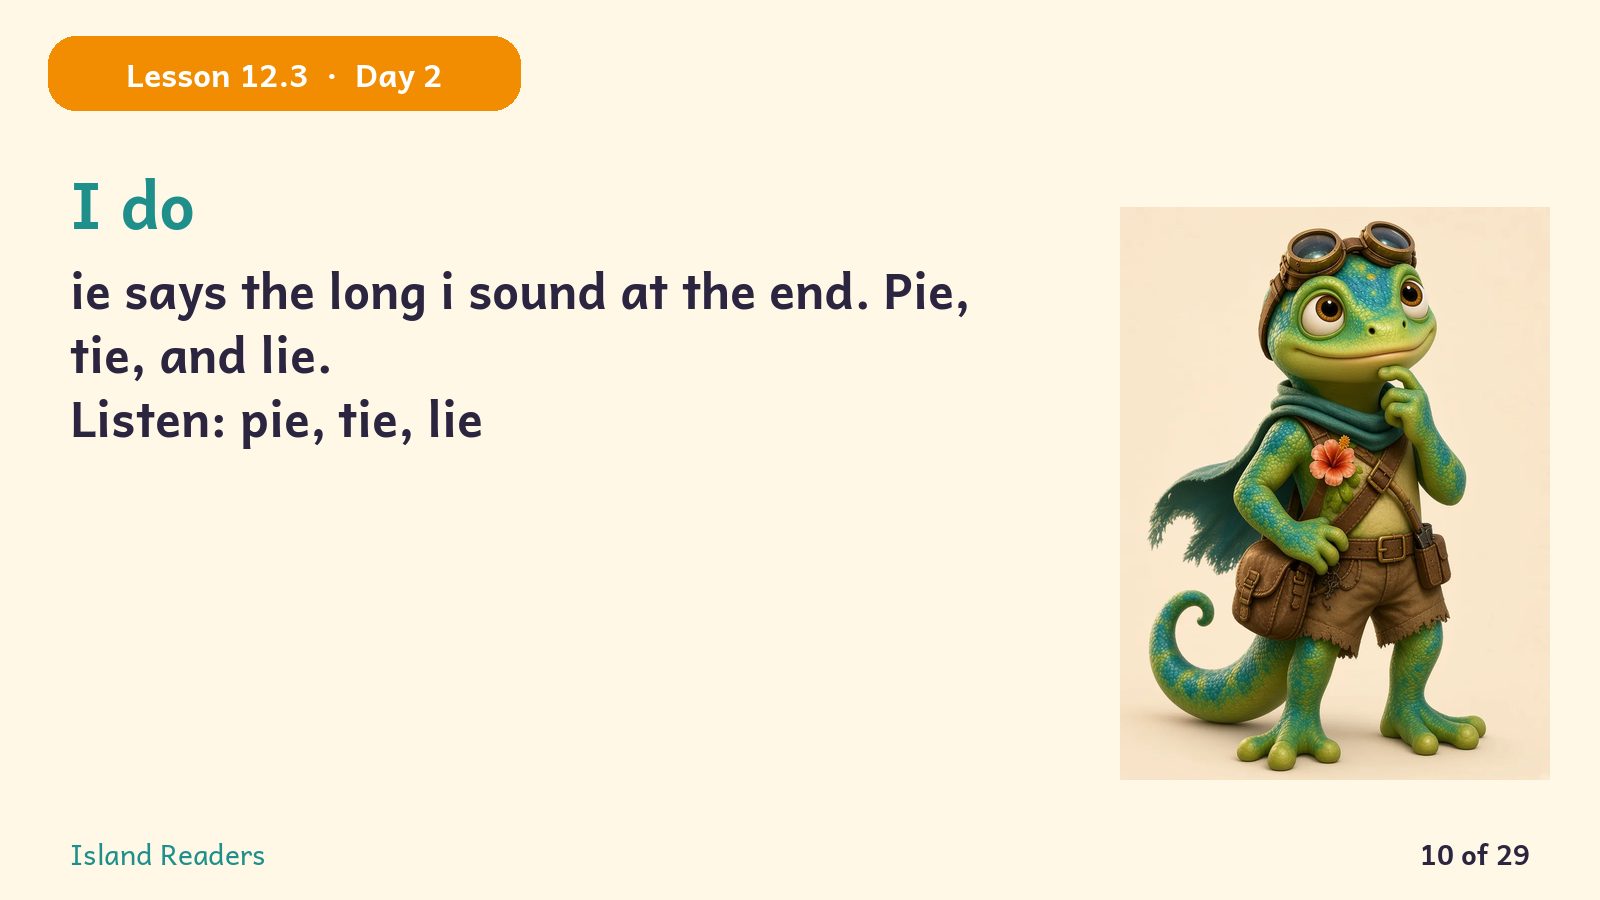 Lesson 12.3 · Day 2
I do
ie says the long i sound at the end. Pie,
tie, and lie.
Listen: pie, tie, lie
Island Readers
10 of 29